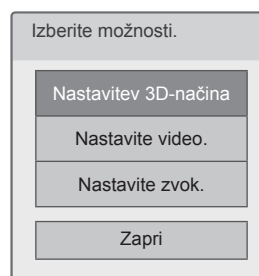 Izberite možnosti.
Nastavitev 3D-načina
Nastavite video.
Nastavite zvok.
Zapri